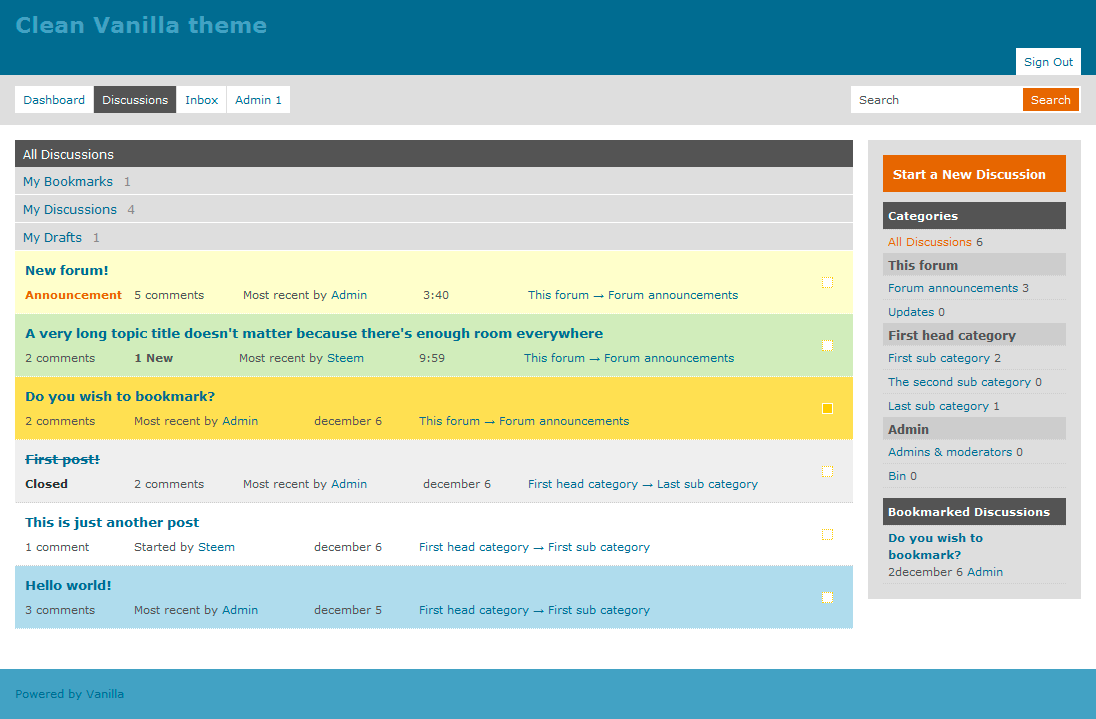 Clean Vanilla theme
Sign Out
Dashboard Discussions Inbox Admin 1
Search Search
All Discussions
My Bookmarks 1
My Discussions 4
My Drafts 1
New forum!
Announcement 5 comments Most recent by Admin 3:40 This forum → Forum announcements
A very long topic title doesn't matter because there's enough room everywhere
2 comments 1 New Most recent by Steem 9:59 This forum → Forum announcements
Do you wish to bookmark?
2 comments Most recent by Admin december 6 This forum → Forum announcements
First post!
Closed 2 comments Most recent by Admin december 6 First head category → Last sub category
This is just another post
1 comment Started by Steem december 6 First head category → First sub category
Hello world!
3 comments Most recent by Admin december 5 First head category → First sub category
Start a New Discussion
Categories
All Discussions 6
This forum
Forum announcements 3
Updates 0
First head category
First sub category 2
The second sub category 0
Last sub category 1
Admin
Admins & moderators 0
Bin 0
Bookmarked Discussions
Do you wish to
bookmark?
2december 6 Admin
Powered by Vanilla